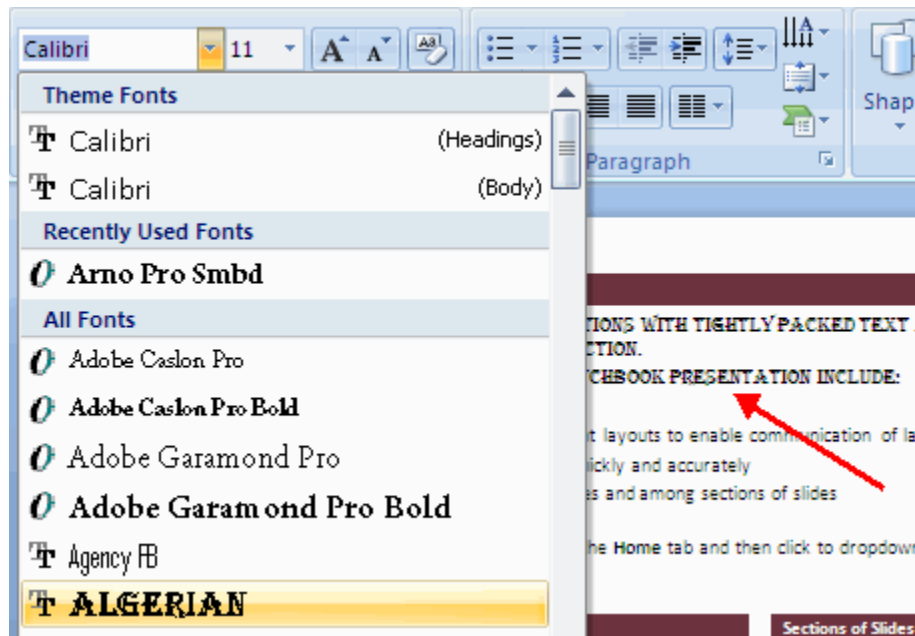 Calibri 11
Theme Fonts
Calibri (Headings)
Calibri (Body)
Recently Used Fonts
Arno Pro Smbd
All Fonts
Adobe Caslon Pro
Adobe Caslon Pro Bold
Adobe Garamond Pro
Adobe Garamond Pro Bold
Agency FB
ALGERIAN
Paragraph
Shap
TIONS WITH TIGHTLY PACKED TEXT
CTION.
CHBOOK PRESENTATION INCLUDE:
t layouts to enable communication of la
ickly and accurately
es and among sections of slides
he Home tab and then click to dropdown
Sections of Slides